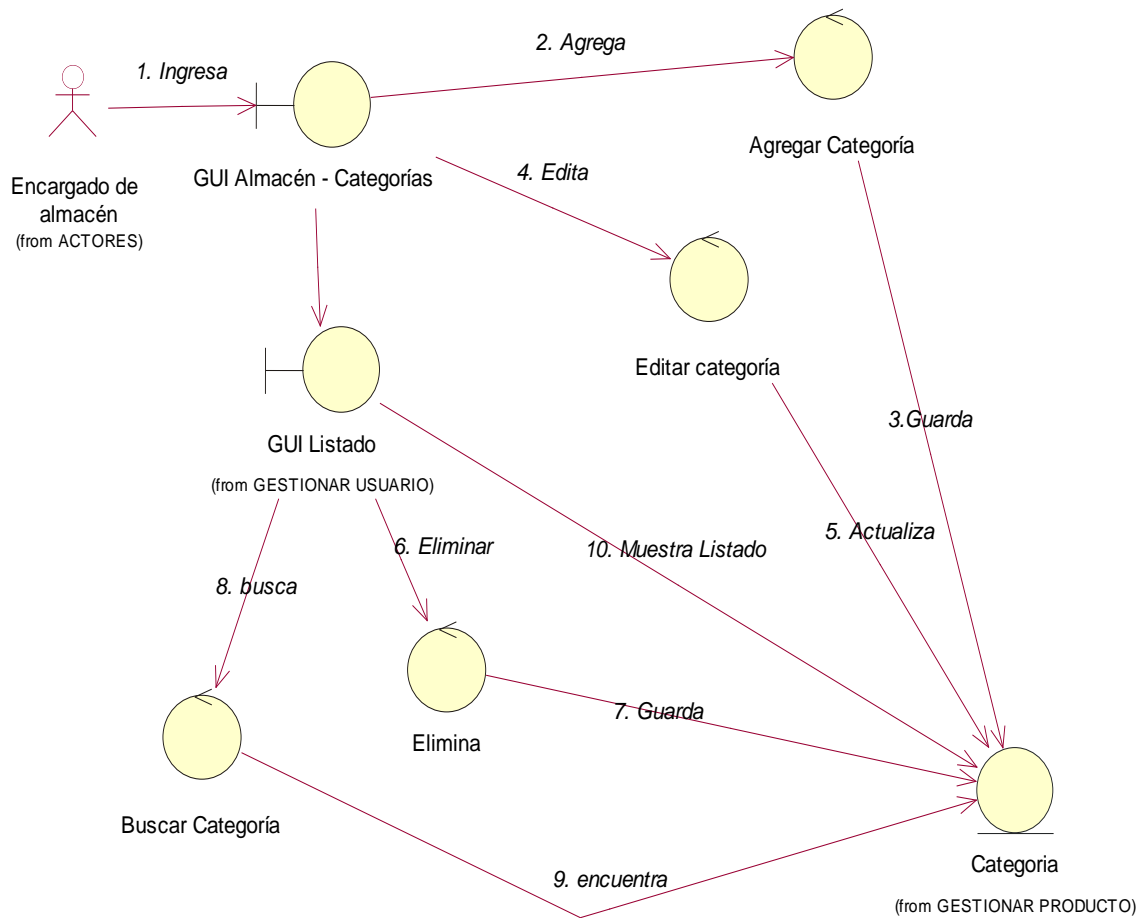 2. Agrega
1. Ingresa
Agregar Categoría
GUI Almacén - Categorías
4. Edita
Encargado de
almacén
(from ACTORES)
Editar categoría
3.Guarda
GUI Listado
(from GESTIONAR USUARIO)
5. Actualiza
6. Eliminar
10. Muestra Listado
8. busca
7. Guarda
Elimina
Buscar Categoría
9. encuentra
Categoria
(from GESTIONAR PRODUCTO)